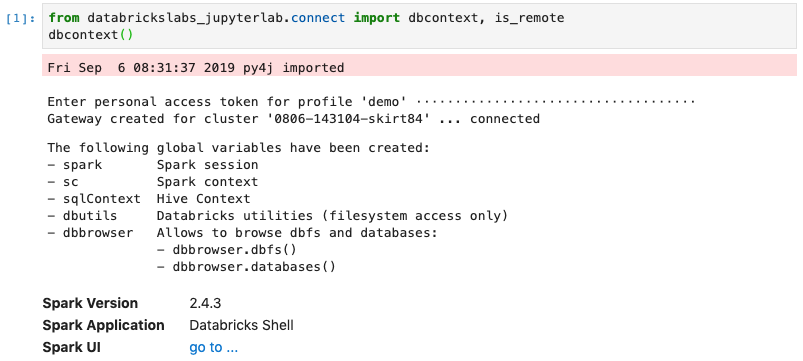 [1]: from databrickslabs_jupyterlab.connect import dbcontext, is_remote
dbcontext()
Fri Sep  6 08:31:37 2019 py4j imported
Enter personal access token for profile 'demo' ····································
Gateway created for cluster '0806-143104-skirt84' ... connected
The following global variables have been created:
- spark       Spark session
- sc          Spark context
- sqlContext  Hive Context
- dbutils     Databricks utilities (filesystem access only)
- dbbrowser   Allows to browse dbfs and databases:
              - dbbrowser.dbfs()
              - dbbrowser.databases()
Spark Version 2.4.3
Spark Application Databricks Shell
Spark UI go to ...